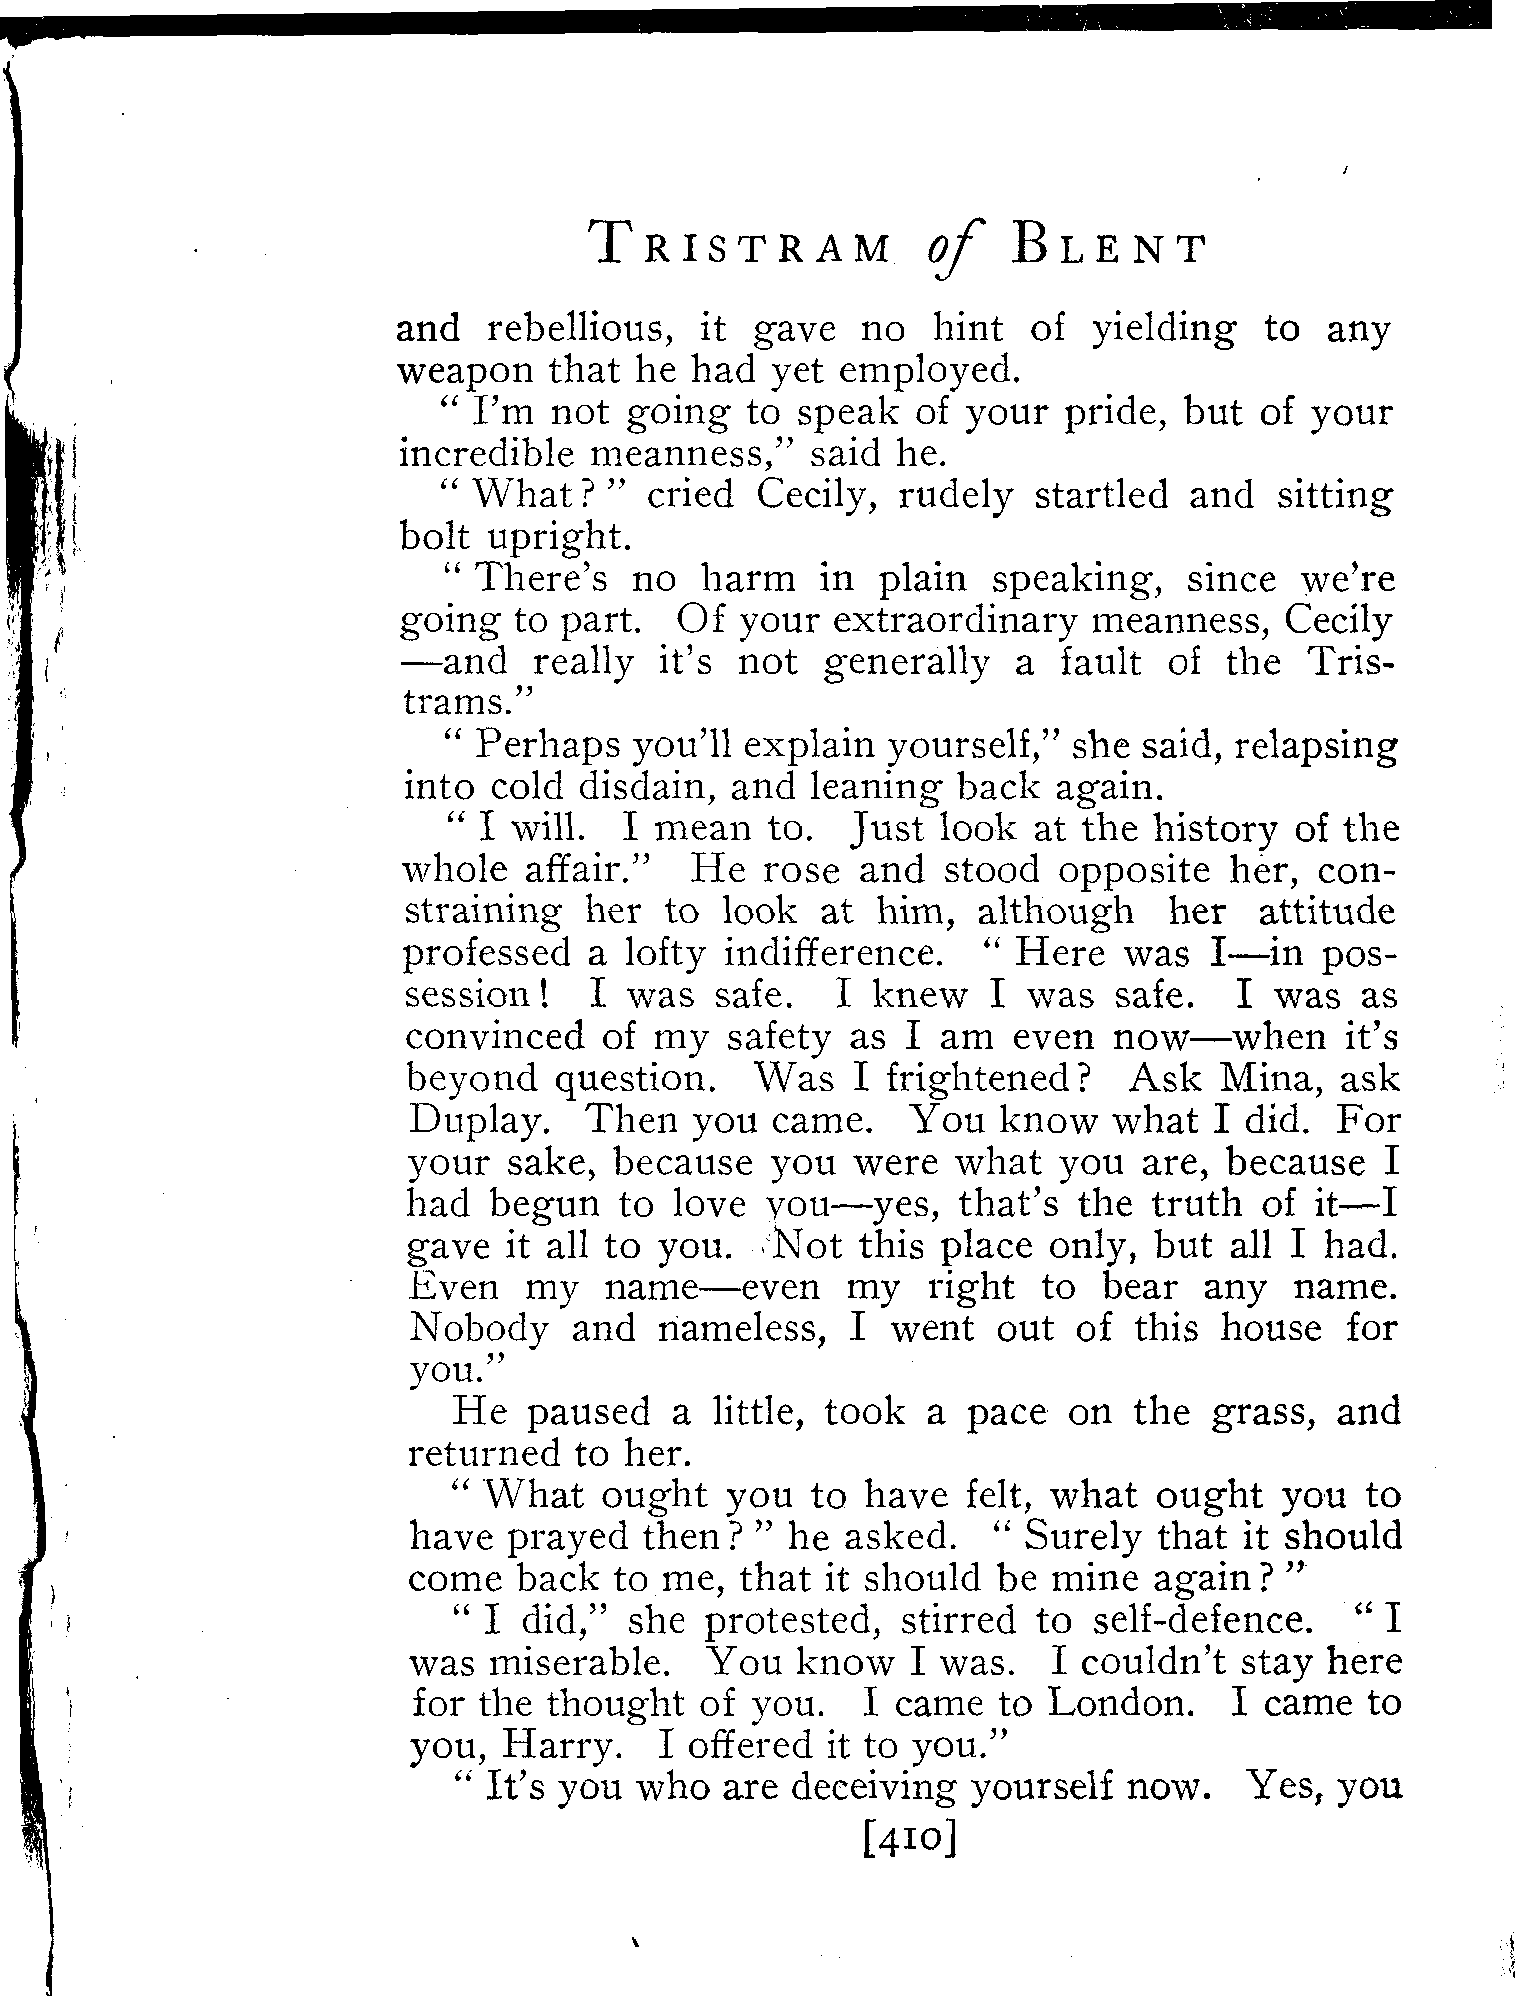 TRISTRAM of BLENT
and rebellious, it gave no hint of yielding to any
weapon that he had yet employed.
“ I’m not going to speak of your pride, but of your
incredible meanness,” said he.
“ What? ” cried Cecily, rudely startled and sitting
bolt upright.
“ There’s no harm in plain speaking, since we’re
going to part. Of your extraordinary meanness, Cecily
—and really it’s not generally a fault of the Tris-
trams.”
“ Perhaps you’ll explain yourself,” she said, relapsing
into cold disdain, and leaning back again.
“ I will. I mean to. Just look at the history of the
whole affair.” He rose and stood opposite her, con-
straining her to look at him, although her attitude
professed a lofty indifference. “ Here was I—in pos-
session! I was safe. I knew I was safe. I was as
convinced of my safety as I am even now—when it’s
beyond question. Was I frightened? Ask Mina, ask
Duplay. Then you came. You know what I did. For
your sake, because you were what you are, because I
had begun to love you—yes, that’s the truth of it—I
gave it all to you. Not this place only, but all I had.
Even my name—even my right to bear any name.
Nobody and nameless, I went out of this house for
you.”
He paused a little, took a pace on the grass, and
returned to her.
“ What ought you to have felt, what ought you to
have prayed then? ” he asked. “ Surely that it should
come back to me, that it should be mine again? ”
“ I did,” she protested, stirred to self-defence. “ I
was miserable. You know I was. I couldn’t stay here
for the thought of you. I came to London. I came to
you, Harry. I offered it to you.”
“ It’s you who are deceiving yourself now. Yes, you
[410]